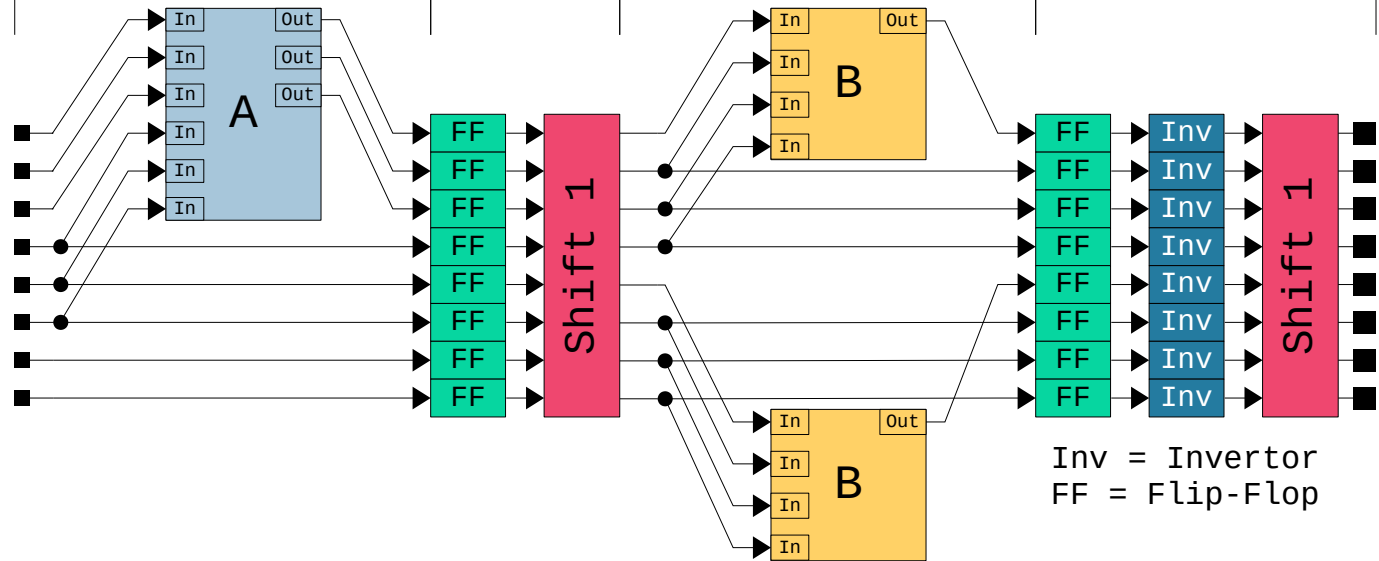 In Out
In Out
In Out
In
In
In
A
FF
FF
FF
FF
FF
FF
FF
FF
Shift 1
In Out
In
In
In
B
In Out
In
In
In
B
FF Inv
FF Inv
FF Inv
FF Inv
FF Inv
FF Inv
FF Inv
FF Inv
Shift 1
Inv = Invertor
FF = Flip-Flop